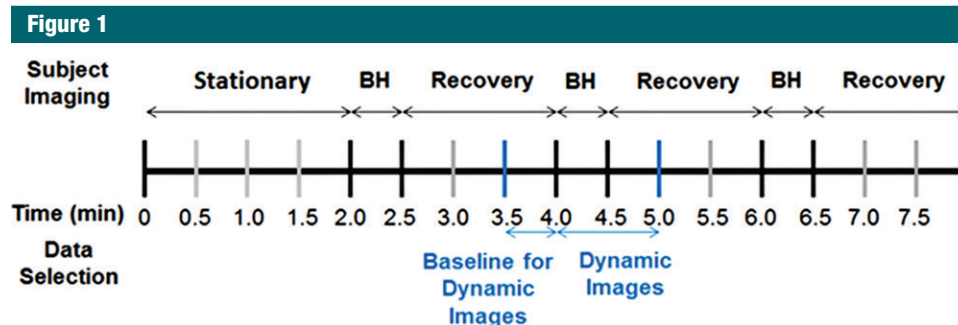 Figure 1
Subject
Imaging
Stationary BH Recovery BH Recovery BH Recovery
Time (min) 0 0.5 1.0 1.5 2.0 2.5 3.0 3.5 4.0 4.5 5.0 5.5 6.0 6.5 7.0 7.5
Data
Selection
Baseline for
Dynamic
Images
Dynamic
Images